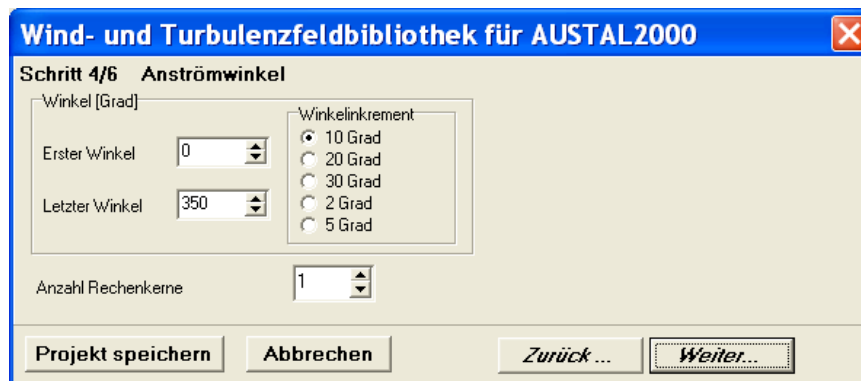 Wind- und Turbulenzfeldbibliothek für AUSTAL2000
Schritt 4/6 Anströmwinkel
Winkel [Grad]
Erster Winkel 0
Letzter Winkel 350
Winkelinkrement
10 Grad
20 Grad
30 Grad
2 Grad
5 Grad
Anzahl Rechenkerne 1
Projekt speichern Abbrechen Zurück ... Weiter...